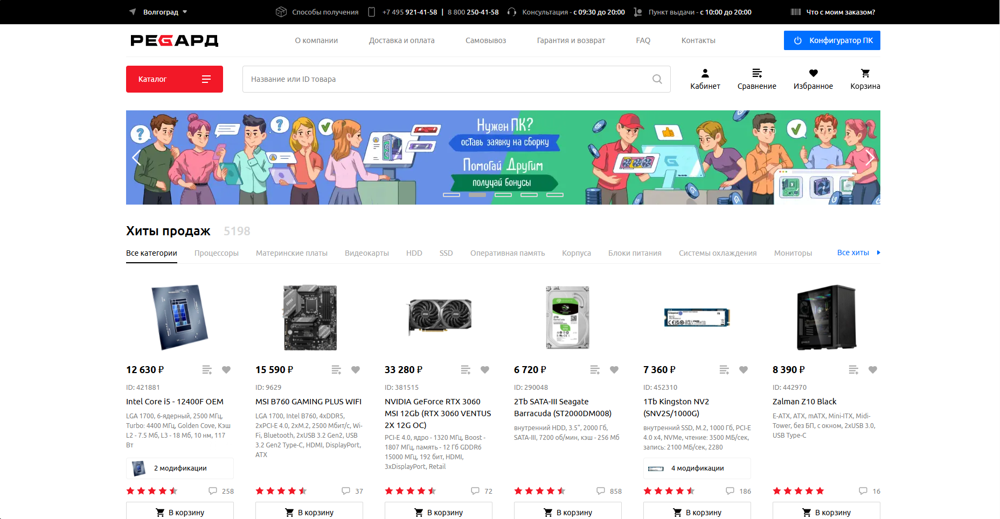 Волгоград
Способы получения
+7 495 921-41-58 | 8 800 250-41-58
Консультация - с 09:30 до 20:00
Пункт выдачи - с 10:00 до 20:00
Что с моим заказом?
РЕGАРД
О компании
Доставка и оплата
Самовывоз
Гарантия и возврат
FAQ
Контакты
Конфигуратор ПК
Каталог
Название или ID товара
Кабинет
Сравнение
Избранное
Корзина
Нужен ПК?
оставь заявку на сборку
Помогай Другим
получай бонусы
Хиты продаж 5198
Все категории
Процессоры
Материнские платы
Видеокарты
HDD
SSD
Оперативная память
Корпуса
Блоки питания
Системы охлаждения
Мониторы
Все хиты
12 630 ₽
ID: 421881
Intel Core i5 - 12400F OEM
LGA 1700, 6-ядерный, 2500 МГц,
Turbo: 4400 МГц, Golden Cove, Кэш
L2 - 7.5 Мб, L3 - 18 Мб, 10 нм, 117
Вт
2 модификации
258
В корзину
15 590 ₽
ID: 9629
MSI B760 GAMING PLUS WIFI
LGA 1700, Intel B760, 4xDDR5,
2xPCI-E 4.0, 2xM.2, 2500 Мбит/с, Wi-
Fi, Bluetooth, 2xUSB 3.2 Gen2, USB
3.2 Gen2 Type-C, HDMI, DisplayPort,
ATX
37
В корзину
33 280 ₽
ID: 381515
NVIDIA GeForce RTX 3060
MSI 12Gb (RTX 3060 VENTUS
2X 12G OC)
PCI-E 4.0, ядро - 1320 МГц, Boost -
1807 МГц, память - 12 Гб GDDR6
15000 МГц, 192 бит, HDMI,
3xDisplayPort, Retail
72
В корзину
6 720 ₽
ID: 290048
2Tb SATA-III Seagate
Barracuda (ST2000DM008)
внутренний HDD, 3.5", 2000 Гб,
SATA-III, 7200 об/мин, кэш - 256 Мб
858
В корзину
7 360 ₽
ID: 452310
1Tb Kingston NV2
(SNV2S/1000G)
внутренний SSD, M.2, 1000 Гб, PCI-E
4.0 x4, NVMe, чтение: 3500 МБ/сек,
запись: 2100 МБ/сек, 2280
4 модификации
186
В корзину
8 390 ₽
ID: 442970
Zalman Z10 Black
E-ATX, ATX, mATX, Mini-ITX, Midi-
Tower, без БП, с окном, 2xUSB 3.0,
USB Type-C
16
В корзину